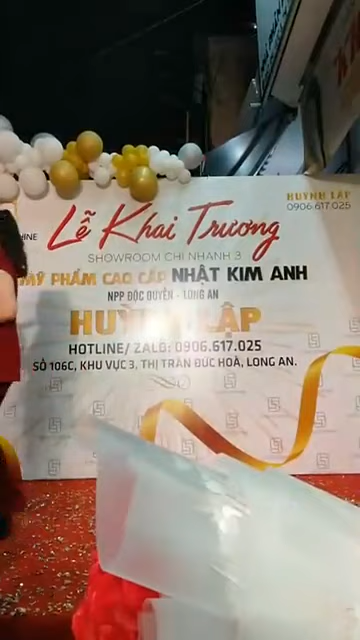 HUỲNH LẬP
0906.617.025
Lễ Khai Trương
SHOWROOM CHI NHÁNH 3
MỸ PHẨM CAO CẤP NHẬT KIM ANH
NPP ĐỘC QUYỀN - LONG AN
HUỲNH LẬP
HOTLINE/ ZALO: 0906.617.025
SỐ 106C, KHU VỰC 3, THỊ TRẤN ĐỨC HOÀ, LONG AN.